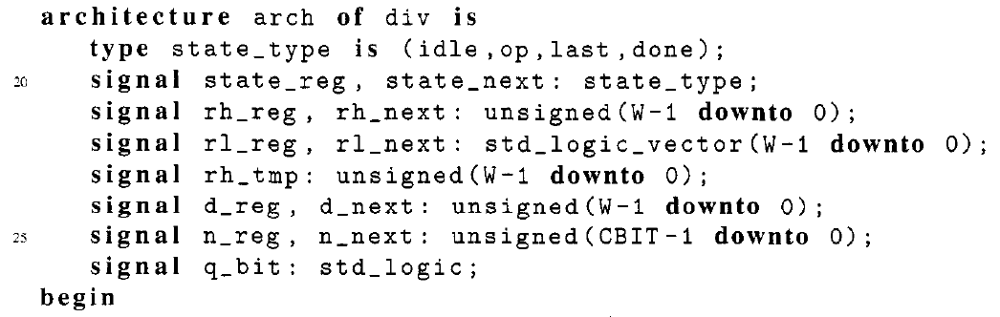 architecture arch of div is
type state_type is (idle,op,last,done);
20 signal state_reg, state_next: state_type;
signal rh_reg, rh_next: unsigned(W-1 downto 0);
signal rl_reg, rl_next: std_logic_vector(W-1 downto 0);
signal rh_tmp: unsigned(W-1 downto 0);
signal d_reg, d_next: unsigned(W-1 downto 0);
25 signal n_reg, n_next: unsigned(CBIT-1 downto 0);
signal q_bit: std_logic;
begin